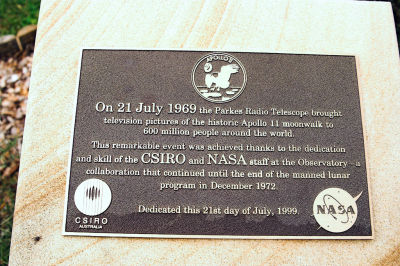 APOLLO 11
On 21 July 1969 the Parkes Radio Telescope brought
television pictures of the historic Apollo 11 moonwalk to
600 million people around the world.
This remarkable event was achieved thanks to the dedication
and skill of the CSIRO and NASA staff at the Observatory – a
collaboration that continued until the end of the manned lunar
program in December 1972.
Dedicated this 21st day of July, 1999.
CSIRO
AUSTRALIA
NASA